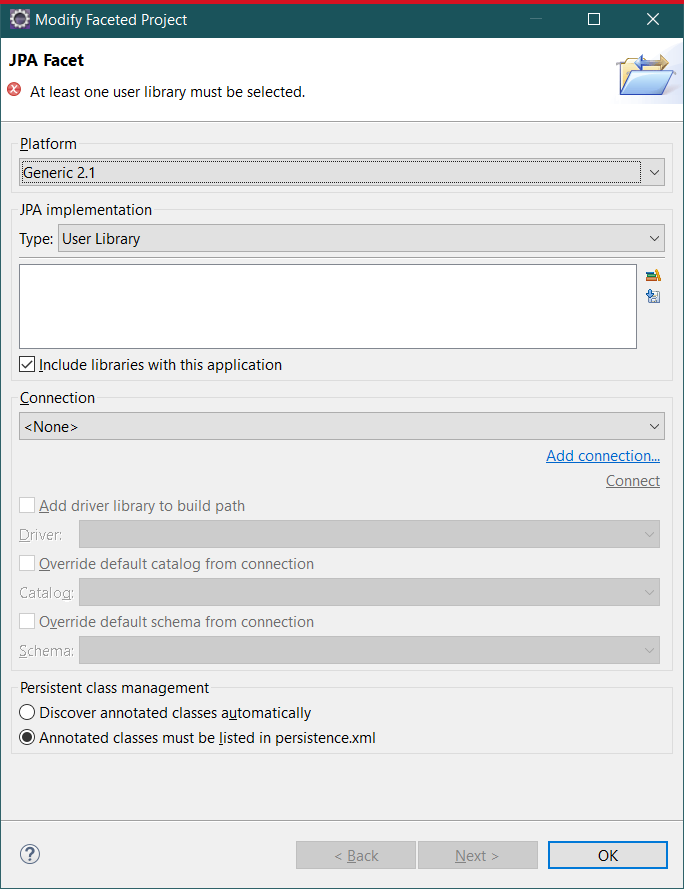 Modify Faceted Project
JPA Facet
At least one user library must be selected.
Platform
Generic 2.1
JPA implementation
Type: User Library
Include libraries with this application
Connection
<None>
Add connection...
Connect
Add driver library to build path
Driver:
Override default catalog from connection
Catalog:
Override default schema from connection
Schema:
Persistent class management
Discover annotated classes automatically
Annotated classes must be listed in persistence.xml
? < Back Next > OK